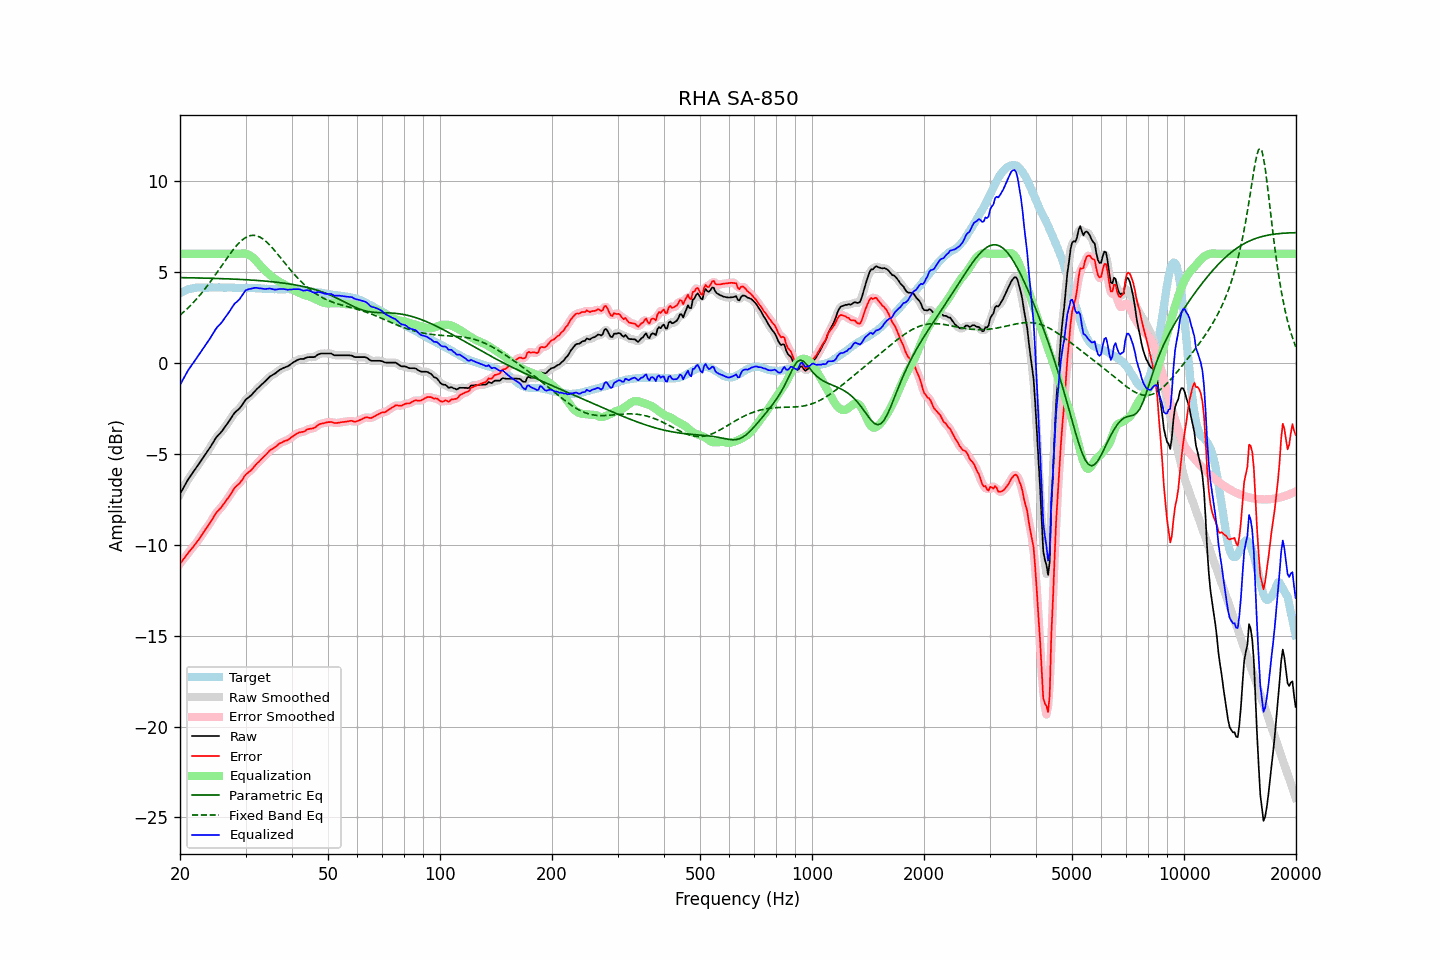 RHA SA-850
Amplitude (dBr)
10
5
0
−5
−10
−15
−20
−25
Target
Raw Smoothed
Error Smoothed
Raw
Error
Equalization
Parametric Eq
Fixed Band Eq
Equalized
20 50 100 200 500 1000 2000 5000 10000 20000
Frequency (Hz)